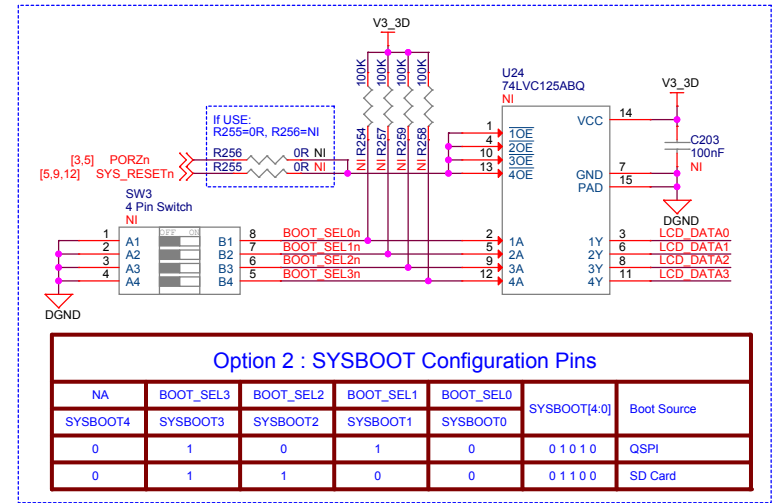 V3_3D
100K 100K 100K 100K
NI R254 NI R257 NI R259 NI R258
If USE:
R255=0R, R256=NI
[3,5] PORZn R256 0R NI
[5,9,12] SYS_RESETn R255 0R NI
U24
74LVC125ABQ
NI
1 1OE
4 2OE
10 3OE
13 4OE
VCC 14
GND 7
PAD 15
V3_3D
C203
100nF
NI
DGND
SW3
4 Pin Switch
NI
OFF ON
1 A1 B1 8 BOOT_SEL0n 2 1A 1Y 3 LCD_DATA0
2 A2 B2 7 BOOT_SEL1n 5 2A 2Y 6 LCD_DATA1
3 A3 B3 6 BOOT_SEL2n 9 3A 3Y 8 LCD_DATA2
4 A4 B4 5 BOOT_SEL3n 12 4A 4Y 11 LCD_DATA3
DGND
Option 2 : SYSBOOT Configuration Pins
NA BOOT_SEL3 BOOT_SEL2 BOOT_SEL1 BOOT_SEL0 SYSBOOT[4:0] Boot Source
SYSBOOT4 SYSBOOT3 SYSBOOT2 SYSBOOT1 SYSBOOT0
0 1 0 1 0 0 1 0 1 0 QSPI
0 1 1 0 0 0 1 1 0 0 SD Card